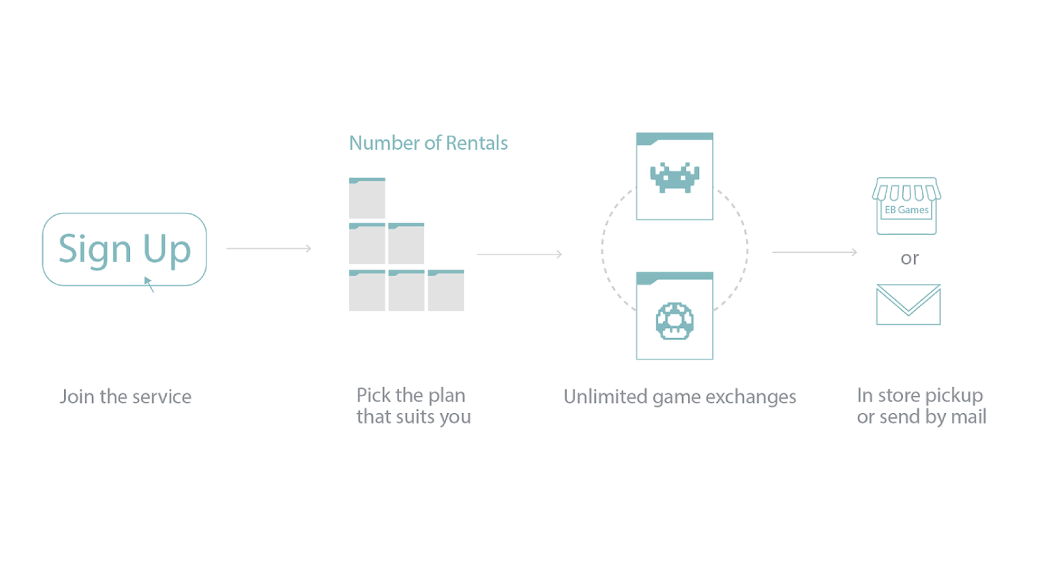 Number of Rentals
Sign Up
EB Games
or
Join the service
Pick the plan
that suits you
Unlimited game exchanges
In store pickup
or send by mail